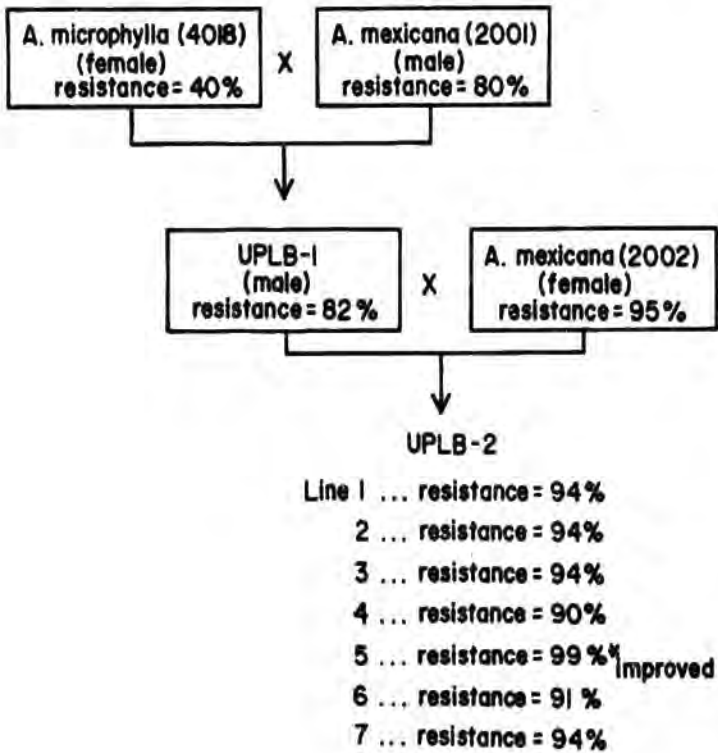 A. microphylla (4018)
(female)
resistance = 40%
X
A. mexicana (2001)
(male)
resistance = 80%
UPLB-1
(male)
resistance = 82%
X
A. mexicana (2002)
(female)
resistance = 95%
UPLB-2
Line 1 ... resistance = 94%
2 ... resistance = 94%
3 ... resistance = 94%
4 ... resistance = 90%
5 ... resistance = 99%* Improved
6 ... resistance = 91 %
7 ... resistance = 94%